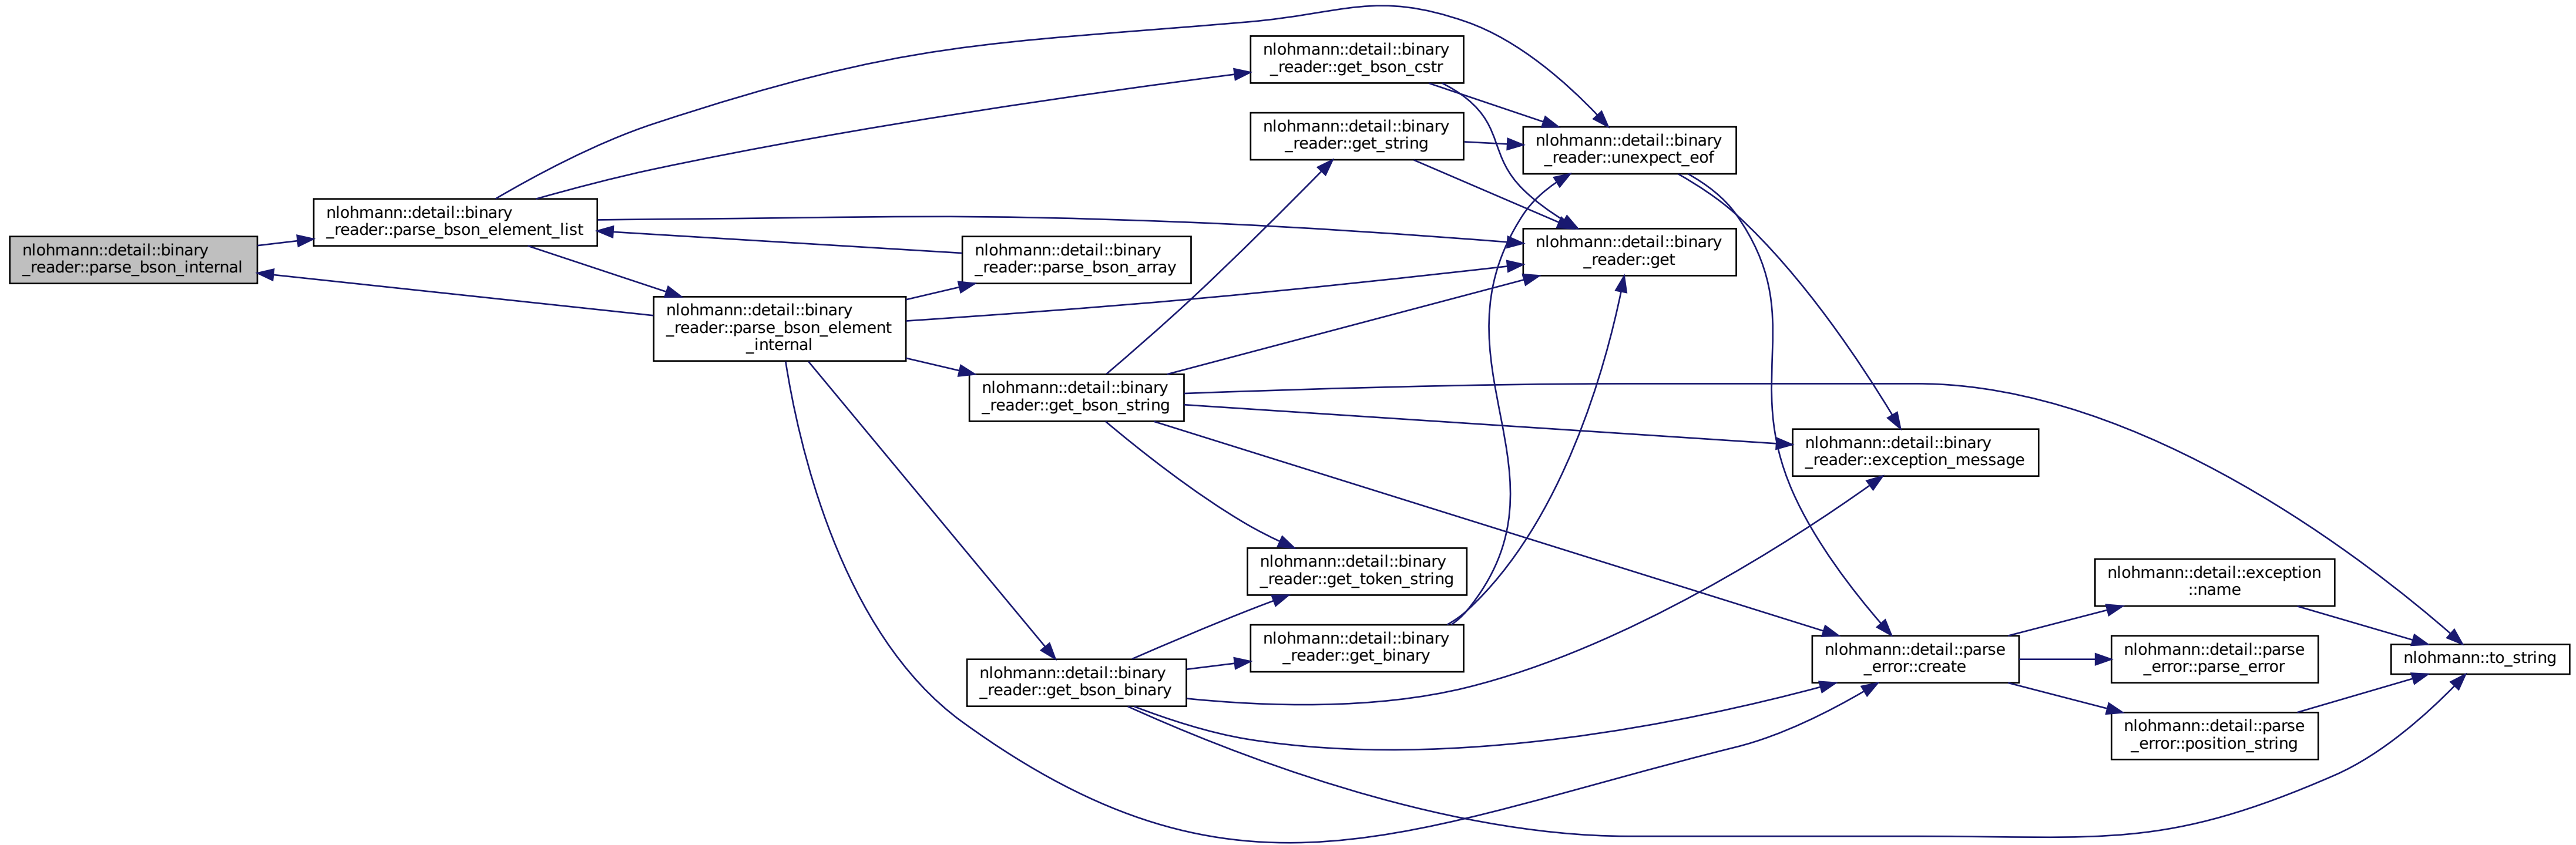 nlohmann::detail::binary
_reader::parse_bson_internal
nlohmann::detail::binary
_reader::parse_bson_element_list
nlohmann::detail::binary
_reader::parse_bson_element
_internal
nlohmann::detail::binary
_reader::parse_bson_array
nlohmann::detail::binary
_reader::get_bson_string
nlohmann::detail::binary
_reader::get_bson_binary
nlohmann::detail::binary
_reader::get_bson_cstr
nlohmann::detail::binary
_reader::get_string
nlohmann::detail::binary
_reader::get_token_string
nlohmann::detail::binary
_reader::get_binary
nlohmann::detail::binary
_reader::unexpect_eof
nlohmann::detail::binary
_reader::get
nlohmann::detail::binary
_reader::exception_message
nlohmann::detail::parse
_error::create
nlohmann::detail::exception
::name
nlohmann::detail::parse
_error::parse_error
nlohmann::detail::parse
_error::position_string
nlohmann::to_string